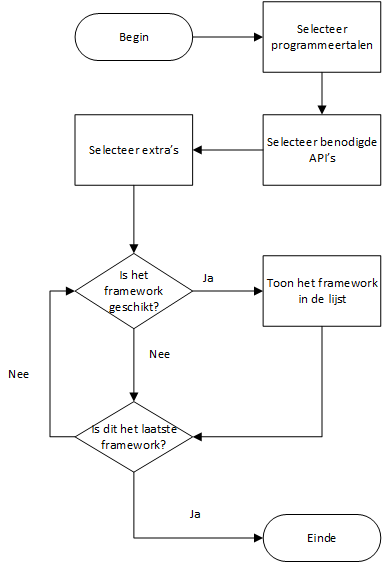 Begin
Selecteer
programmeertalen
Selecteer benodigde
API's
Selecteer extra's
Is het
framework
geschikt?
Ja
Toon het framework
in de lijst
Nee
Nee
Is dit het laatste
framework?
Ja
Einde